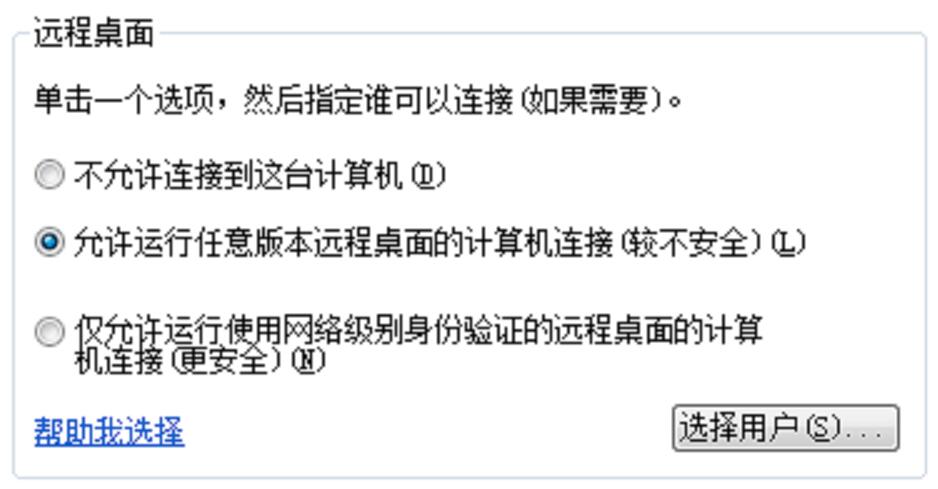 远程桌面
单击一个选项，然后指定谁可以连接(如果需要)。
不允许连接到这台计算机(D)
允许运行任意版本远程桌面的计算机连接(较不安全)(L)
仅允许运行使用网络级别身份验证的远程桌面的计算
机连接(更安全)(N)
帮助我选择
选择用户(S)...